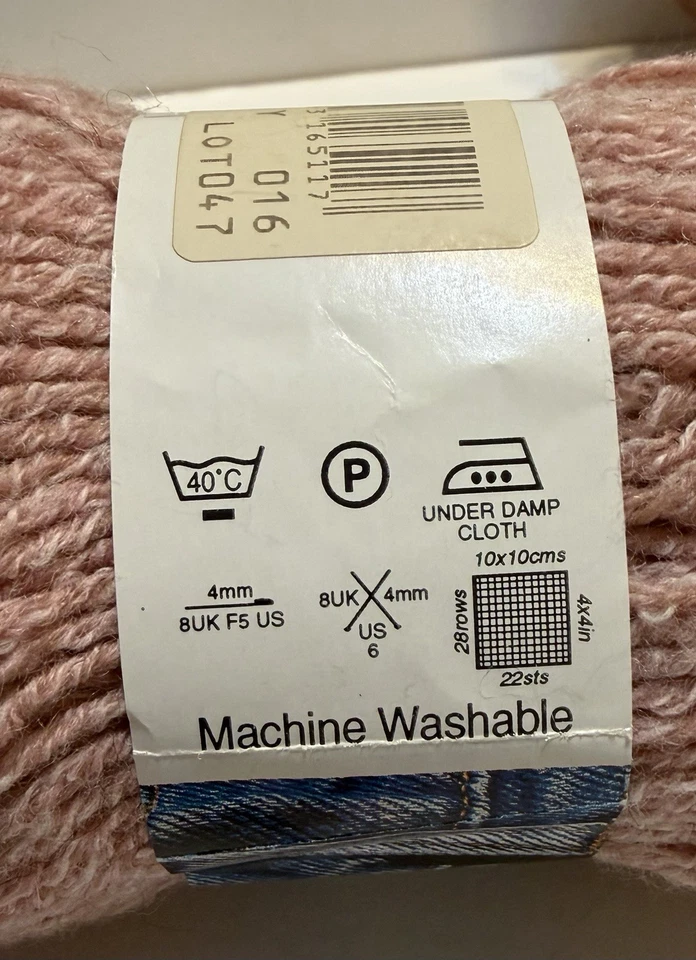 3165117
016
LOT047
40°C
P
UNDER DAMP
CLOTH
4mm
8UK F5 US
8UK 4mm
US
6
10x10cms
28rows
4x4in
22sts
Machine Washable